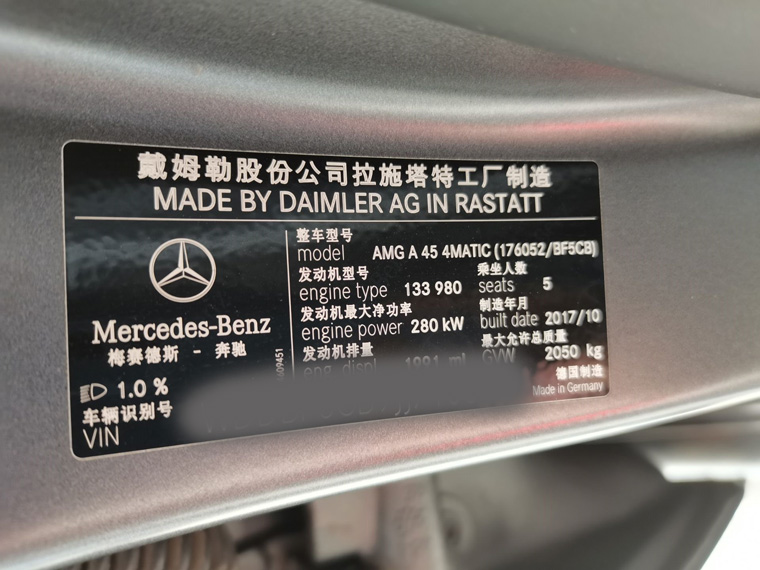 戴姆勒股份公司拉施塔特工厂制造
MADE BY DAIMLER AG IN RASTATT
整车型号
model AMG A 45 4MATIC (176052/BF5CB)
发动机型号
engine type 133 980
乘坐人数
seats 5
发动机最大净功率
engine power 280 kW
制造年月
built date 2017/10
发动机排量
eng. displ. 1991 ml
最大允许总质量
GVW 2050 kg
德国制造
Made in Germany
Mercedes-Benz
梅赛德斯 - 奔驰
1.0 %
车辆识别号
VIN